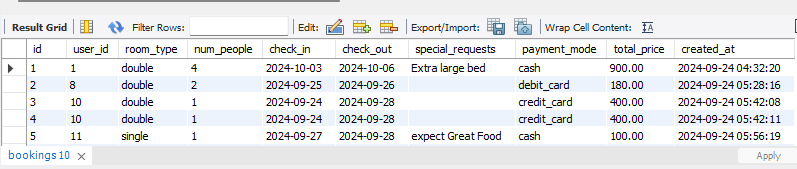 Result Grid Filter Rows: Edit: Export/Import: Wrap Cell Content:
id user_id room_type num_people check_in check_out special_requests payment_mode total_price created_at
1 1 double 4 2024-10-03 2024-10-06 Extra large bed cash 900.00 2024-09-24 04:32:20
2 8 double 2 2024-09-25 2024-09-26 debit_card 180.00 2024-09-24 05:28:16
3 10 double 1 2024-09-24 2024-09-28 credit_card 400.00 2024-09-24 05:42:08
4 10 double 1 2024-09-24 2024-09-28 credit_card 400.00 2024-09-24 05:42:11
5 11 single 1 2024-09-27 2024-09-28 expect Great Food cash 100.00 2024-09-24 05:56:19
bookings10 Apply